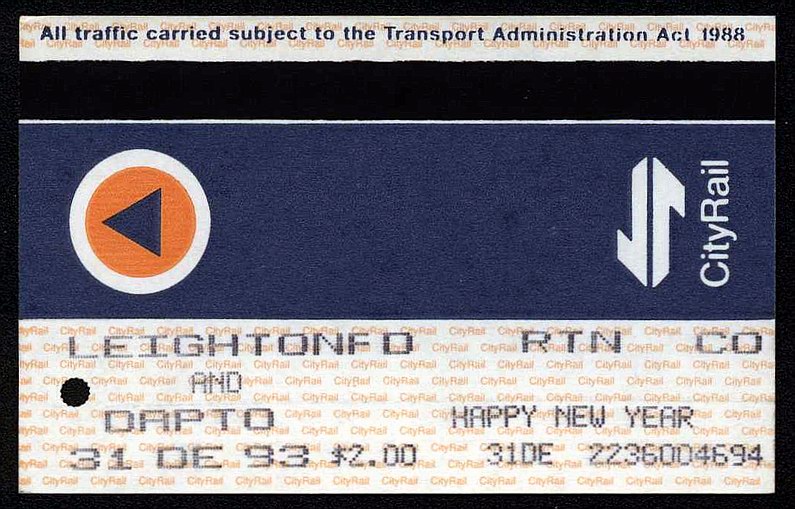 All traffic carried subject to the Transport Administration Act 1988
CityRail
LEIGHTONFD RTN CO
AND
DAPTO HAPPY NEW YEAR
31 DE 93 $2.00 31DE 2236004694